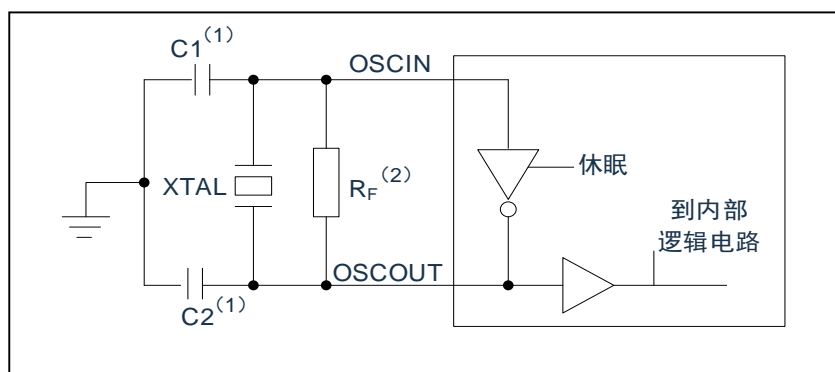 C1(1)
OSCIN
XTAL
RF(2)
休眠
到内部
逻辑电路
OSCOUT
C2(1)